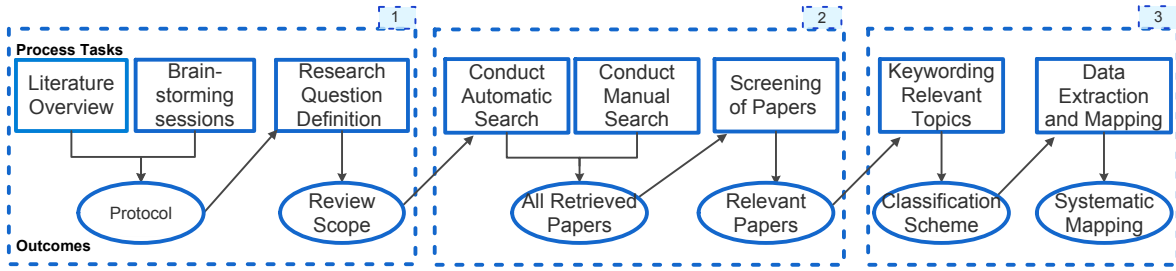 1
2
3
Process Tasks
Literature
Overview
Brain-
storming
sessions
Research
Question
Definition
Conduct
Automatic
Search
Conduct
Manual
Search
Screening
of Papers
Keywording
Relevant
Topics
Data
Extraction
and Mapping
Protocol
Review
Scope
All Retrieved
Papers
Relevant
Papers
Classification
Scheme
Systematic
Mapping
Outcomes